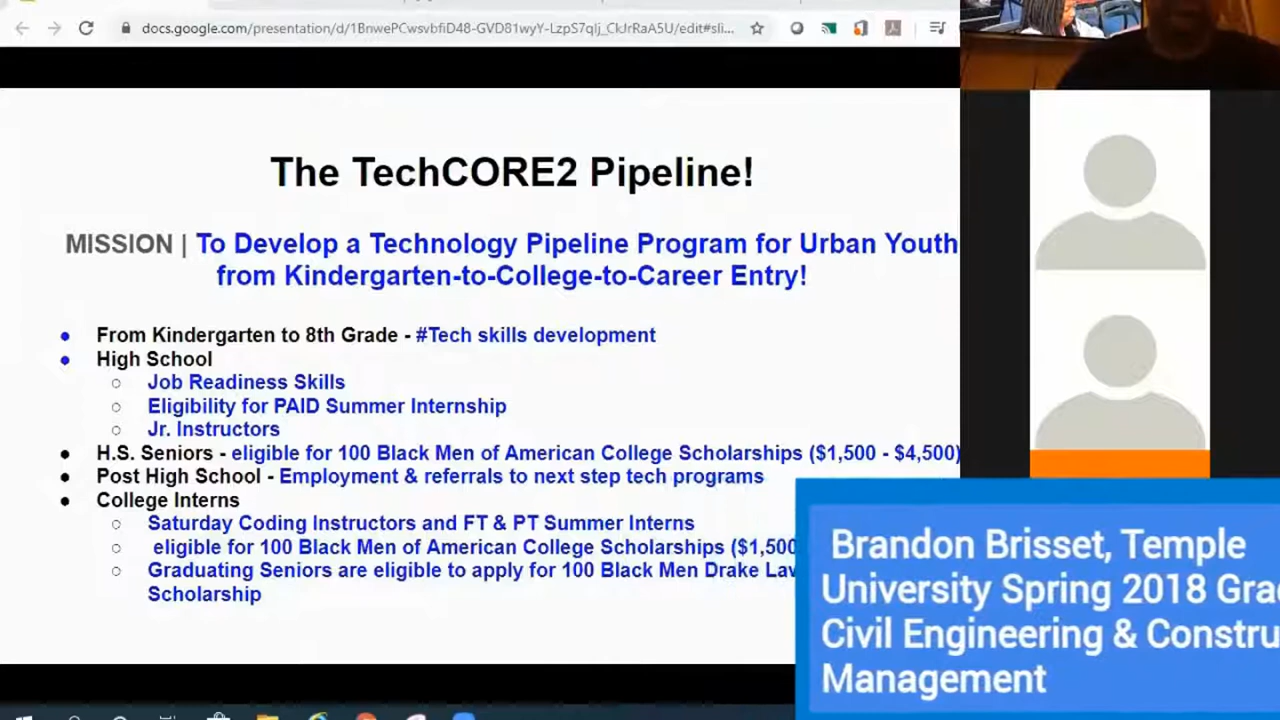 docs.google.com/presentation/d/1BnwePCwsvbfiD48-GVD81wyY-LzpS7qIj_CkJrRaA5U/edit#sli...
The TechCORE2 Pipeline!
MISSION | To Develop a Technology Pipeline Program for Urban Youth
from Kindergarten-to-College-to-Career Entry!
● From Kindergarten to 8th Grade - #Tech skills development
● High School
○ Job Readiness Skills
○ Eligibility for PAID Summer Internship
○ Jr. Instructors
● H.S. Seniors - eligible for 100 Black Men of American College Scholarships ($1,500 - $4,500)
● Post High School - Employment & referrals to next step tech programs
● College Interns
○ Saturday Coding Instructors and FT & PT Summer Interns
○ eligible for 100 Black Men of American College Scholarships ($1,500
○ Graduating Seniors are eligible to apply for 100 Black Men Drake
Scholarship
Brandon Brisset, Temple
University Spring 2018
Civil Engineering &
Management